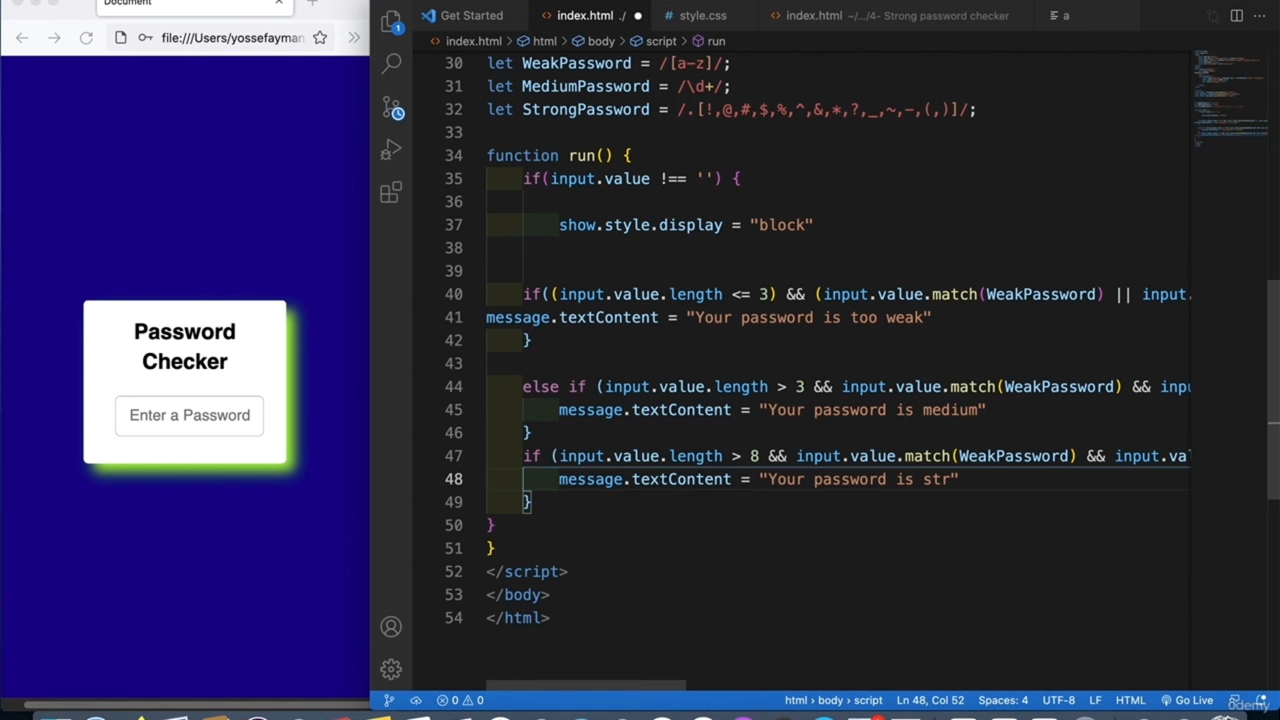 Document
file:///Users/yossefayman,
Password
Checker
Enter a Password
Get Started
index.html ./
style.css
index.html ~/.../4- Strong password checker
a
index.html > html > body > script > run
30 let WeakPassword = /[a-z]/;
31 let MediumPassword = /\d+/;
32 let StrongPassword = /.[!,@,#,$,%,^,&,*,?,_,~,-,(,)]/;
33
34 function run() {
35 if(input.value !== '') {
36
37 show.style.display = "block"
38
39
40 if((input.value.length <= 3) && (input.value.match(WeakPassword) || input.
41 message.textContent = "Your password is too weak"
42 }
43
44 else if (input.value.length > 3 && input.value.match(WeakPassword) && inpu
45 message.textContent = "Your password is medium"
46 }
47 if (input.value.length > 8 && input.value.match(WeakPassword) && input.val
48 message.textContent = "Your password is str"
49 }
50 }
51 }
52 </script>
53 </body>
54 </html>
1
0 0
html > body > script
Ln 48, Col 52
Spaces: 4
UTF-8
LF
HTML
Go Live
ûdemy